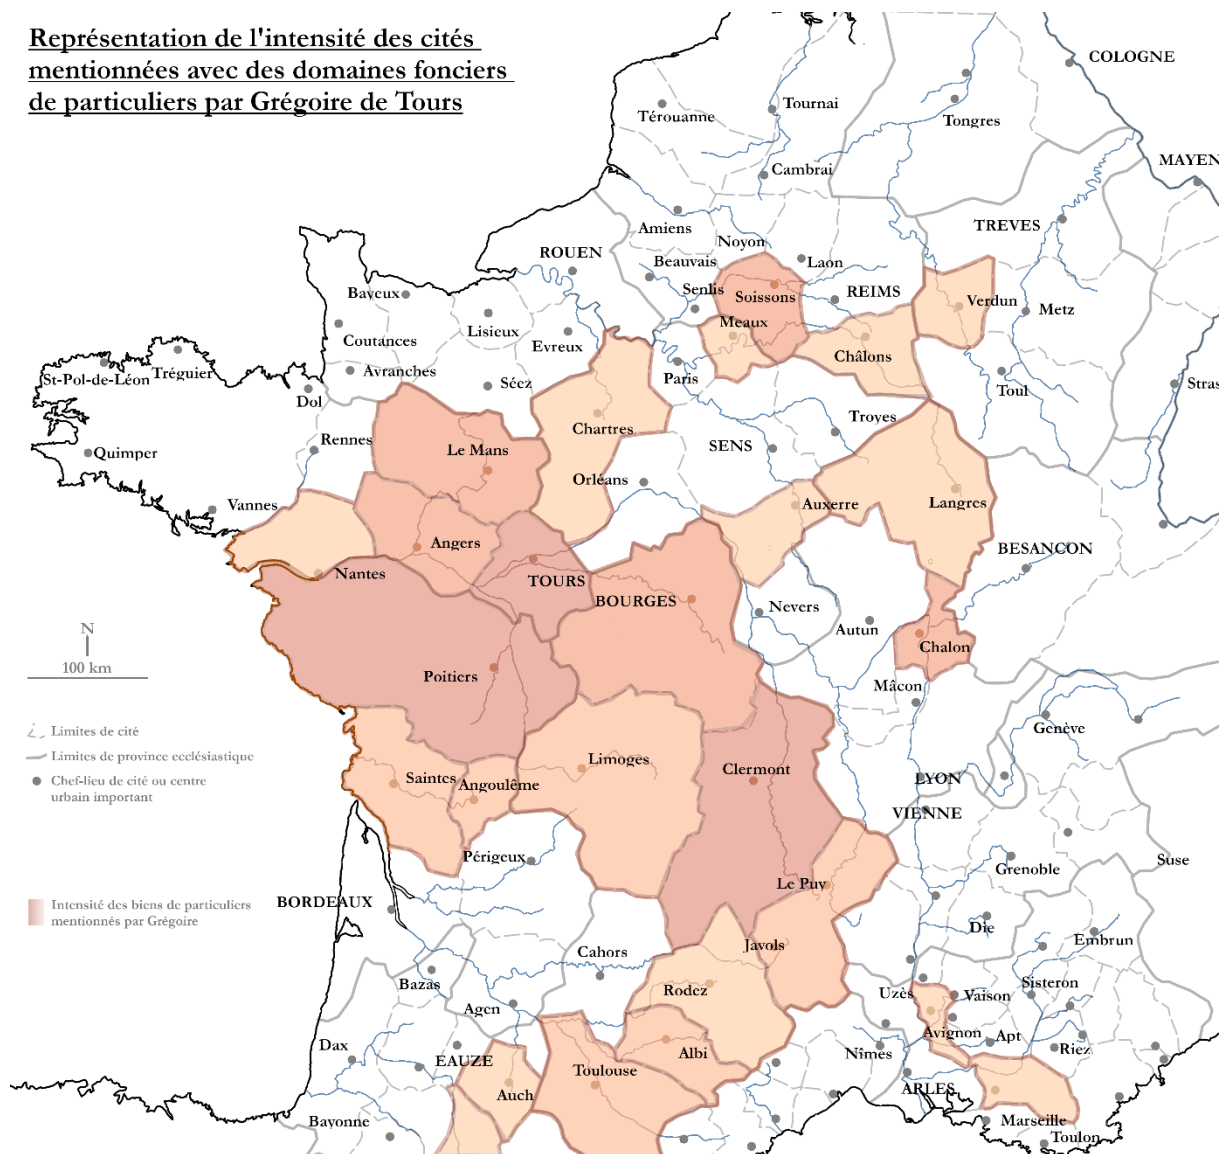 Représentation de l'intensité des cités
mentionnées avec des domaines fonciers
de particuliers par Grégoire de Tours
COLOGNE
Tournai
Térouanne
Tongres
MAYEN
Cambrai
TREVES
Amiens
Noyon
ROUEN
Beauvais
Laon
Senlis
Soissons
REIMS
Bayeux
Verdun
Metz
Meaux
Lisieux
Coutances
Evreux
Châlons
St-Pol-de-Léon
Tréguier
Avranches
Séez
Paris
Stras
Toul
Dol
Troyes
Chartres
Rennes
Le Mans
SENS
Quimper
Orléans
Vannes
Auxerre
Langres
Angers
BESANCON
Nantes
TOURS
BOURGES
Nevers
Autun
N
Chalon
100 km
Poitiers
Mâcon
Limites de cité
Genève
Limites de province ecclésiastique
Chef-lieu de cité ou centre
urbain important
Saintes
Angoulême
Limoges
Clermont
LYON
VIENNE
Périgeux
Suse
Grenoble
Le Puy
Intensité des biens de particuliers
mentionnés par Grégoire
BORDEAUX
Die
Embrun
Javols
Cahors
Bazas
Rodez
Uzès
Vaison
Sisteron
Agen
Avignon
Apt
Riez
Dax
EAUZE
Albi
Nîmes
Toulouse
ARLES
Auch
Bayonne
Marseille
Toulon